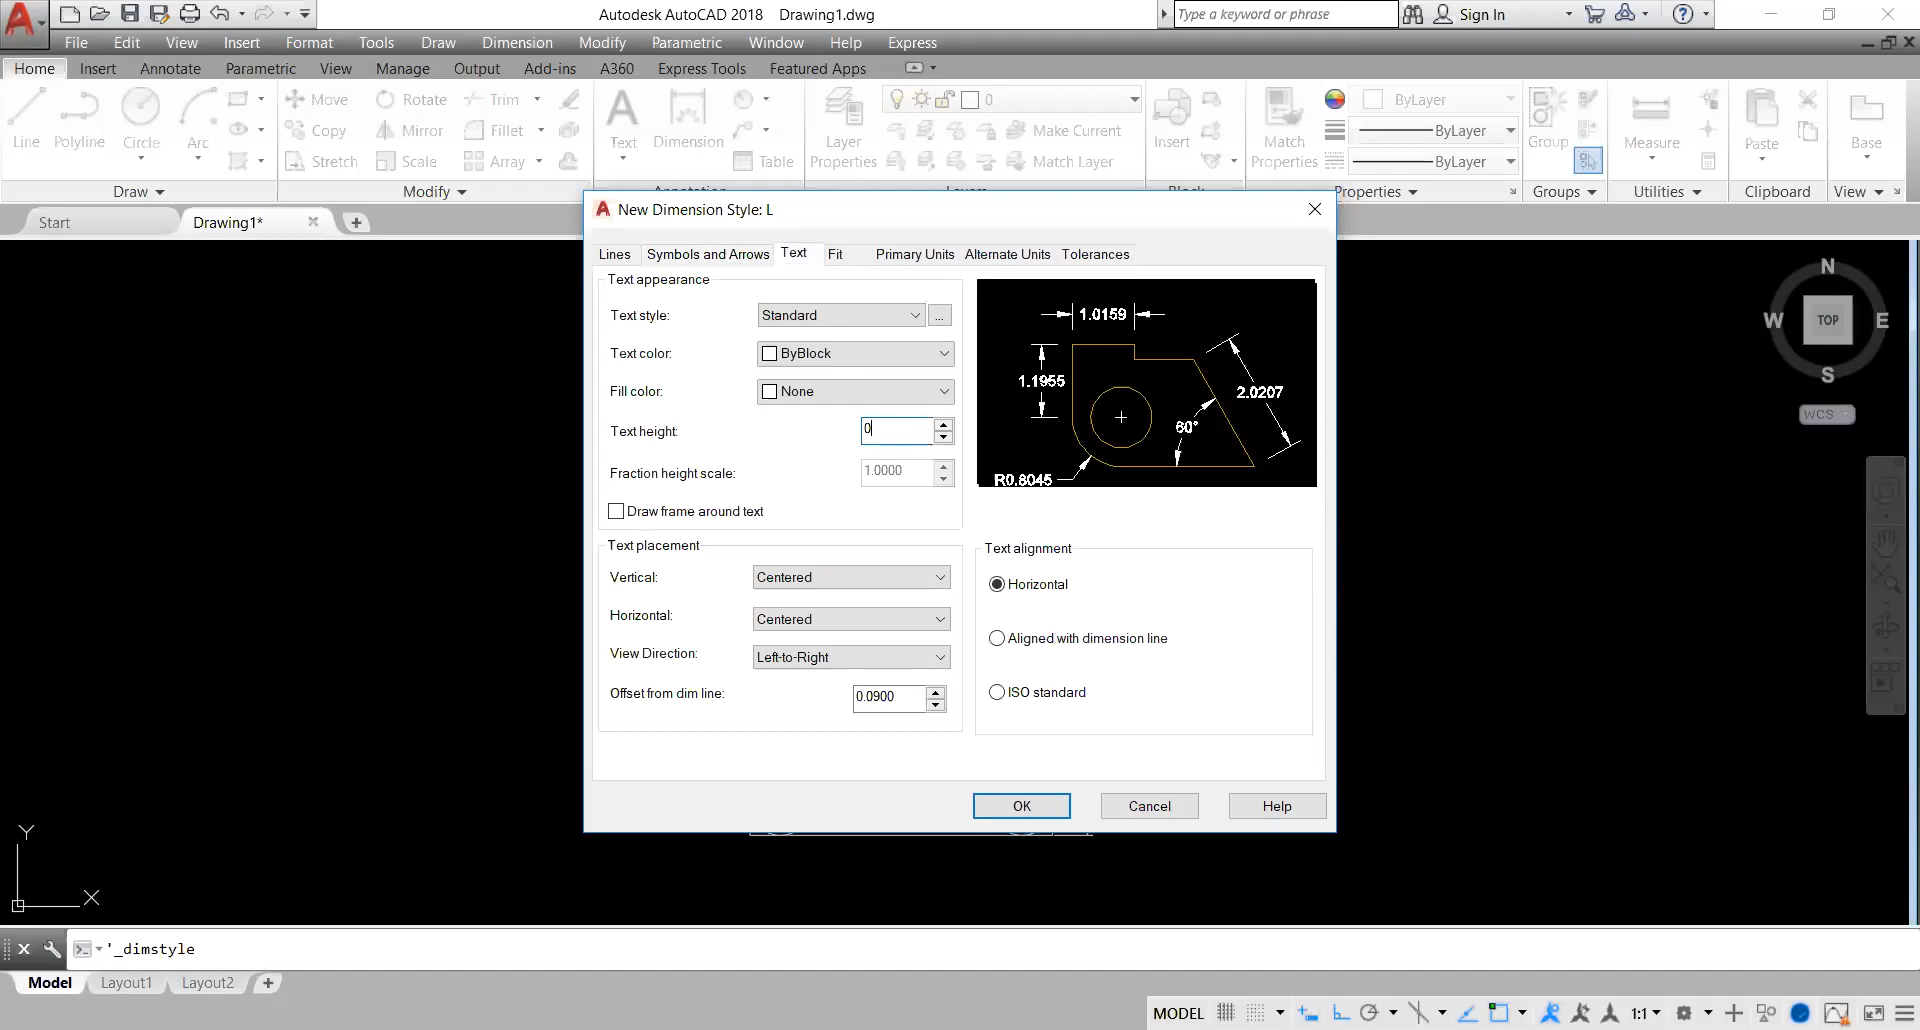 Autodesk AutoCAD 2018 Drawing1.dwg
Type a keyword or phrase
Sign In
File Edit View Insert Format Tools Draw Dimension Modify Parametric Window Help Express
Home Insert Annotate Parametric View Manage Output Add-ins A360 Express Tools Featured Apps
Line Polyline Circle Arc
Move Rotate Trim
Copy Mirror Fillet
Stretch Scale Array
Text Dimension Table
Layer Properties
0
Make Current
Match Layer
Insert
Match Properties
ByLayer
ByLayer
ByLayer
Group
Measure
Paste
Base
Draw Modify Properties Groups Utilities Clipboard View
Start Drawing1*
New Dimension Style: L
Lines Symbols and Arrows Text Fit Primary Units Alternate Units Tolerances
Text appearance
Text style: Standard ...
Text color: ByBlock
Fill color: None
Text height: 0
Fraction height scale: 1.0000
Draw frame around text
1.0159
1.1955
2.0207
60°
R0.8045
Text placement
Vertical: Centered
Horizontal: Centered
View Direction: Left-to-Right
Offset from dim line: 0.0900
Text alignment
Horizontal
Aligned with dimension line
ISO standard
OK Cancel Help
N
W TOP E
S
WCS
Y
X
'_dimstyle
Model Layout1 Layout2
MODEL 1:1